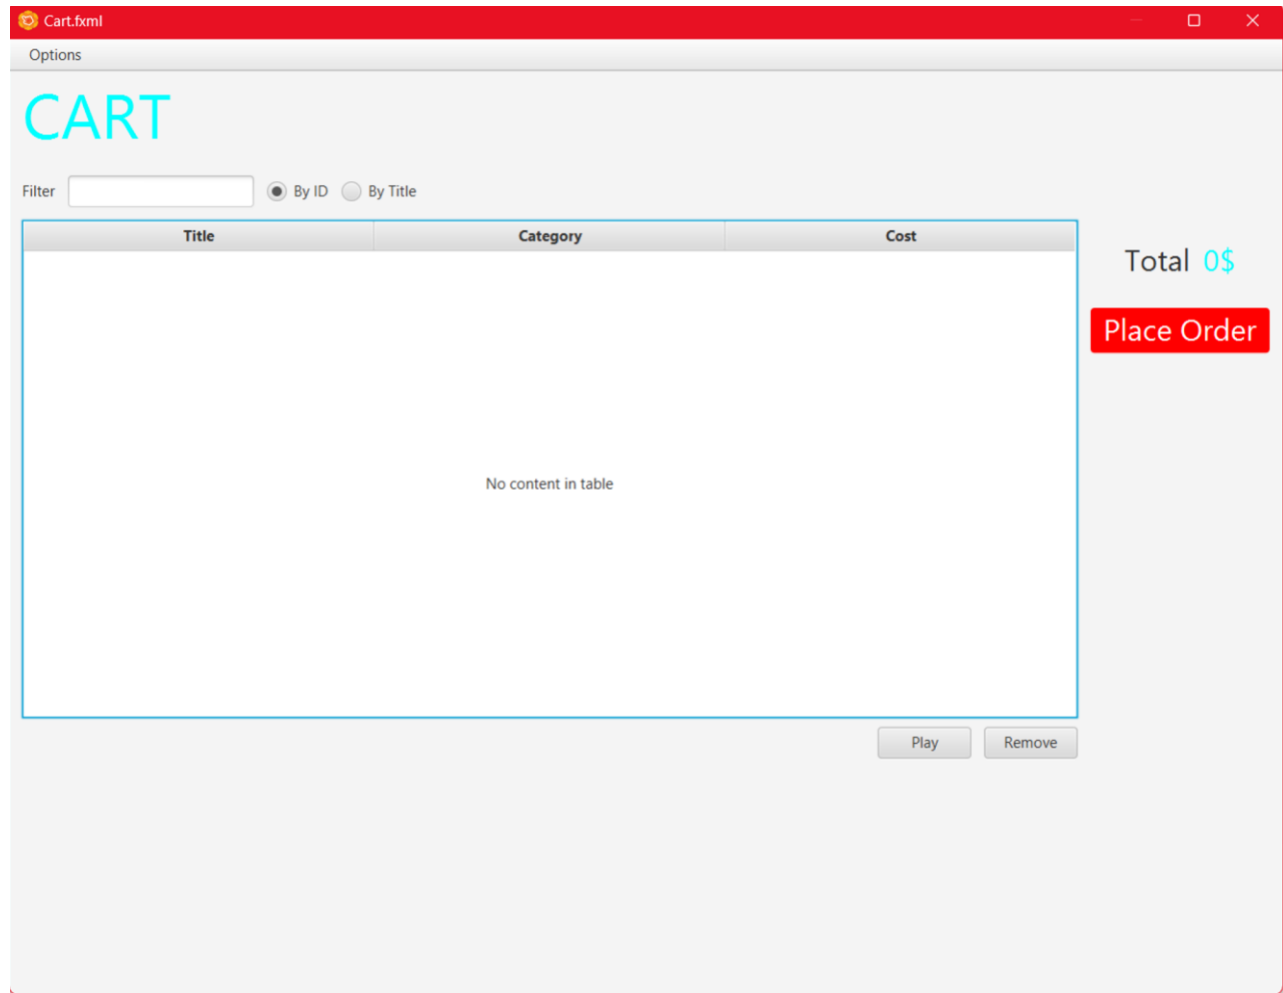 Cart.fxml
Options
CART
Filter By ID By Title
Title Category Cost
Total 0$
Place Order
No content in table
Play Remove